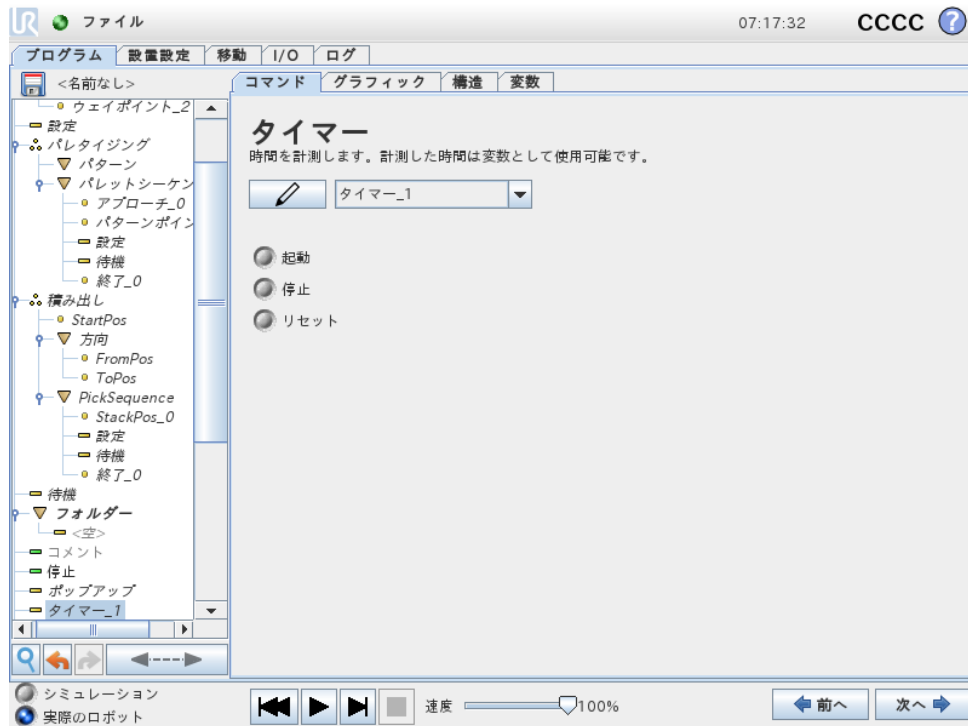 UR ファイル 07:17:32 CCCC ?
プログラム 設置設定 移動 I/O ログ
<名前なし>
コマンド グラフィック 構造 変数
ウェイポイント_2
設定
パレタイジング
パターン
パレットシーケン
アプローチ_0
パターンポイン
設定
待機
終了_0
積み出し
StartPos
方向
FromPos
ToPos
PickSequence
StackPos_0
設定
待機
終了_0
待機
フォルダー
<空>
コメント
停止
ポップアップ
タイマー_1
タイマー
時間を計測します。計測した時間は変数として使用可能です。
タイマー_1
起動
停止
リセット
シミュレーション
実際のロボット
速度 100%
前へ 次へ